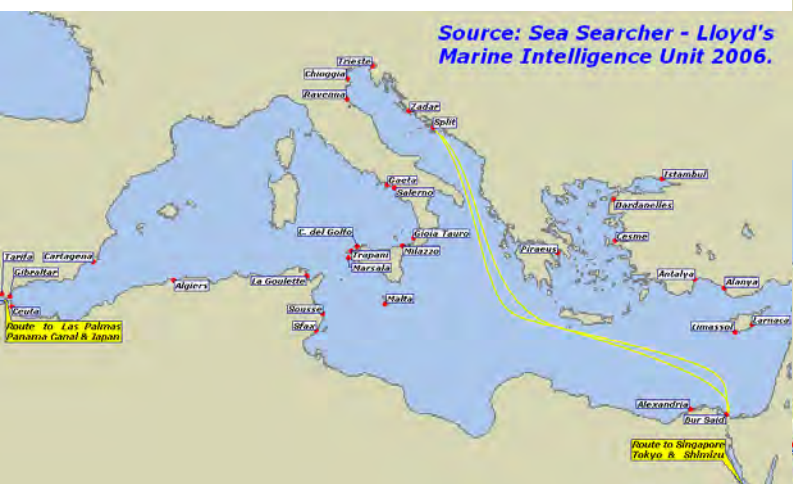 Source: Sea Searcher - Lloyd's
Marine Intelligence Unit 2006.
Trieste
Chioggia
Ravenna
Zadar
Split
Istambul
Gaeta
Salerno
Dardanelles
C. del Golfo
Gioia Tauro
Cesme
Piraeus
Milazzo
Tarifa
Cartagena
Trapani
Marsala
Gibraltar
La Goulette
Antalya
Alanya
Algiers
Malta
Ceuta
Sousse
Sfax
Larnaca
Limassol
Route to Las Palmas
Panama Canal & Japan
Alexandria
Bur Said
Route to Singapore
Tokyo & Shimizu